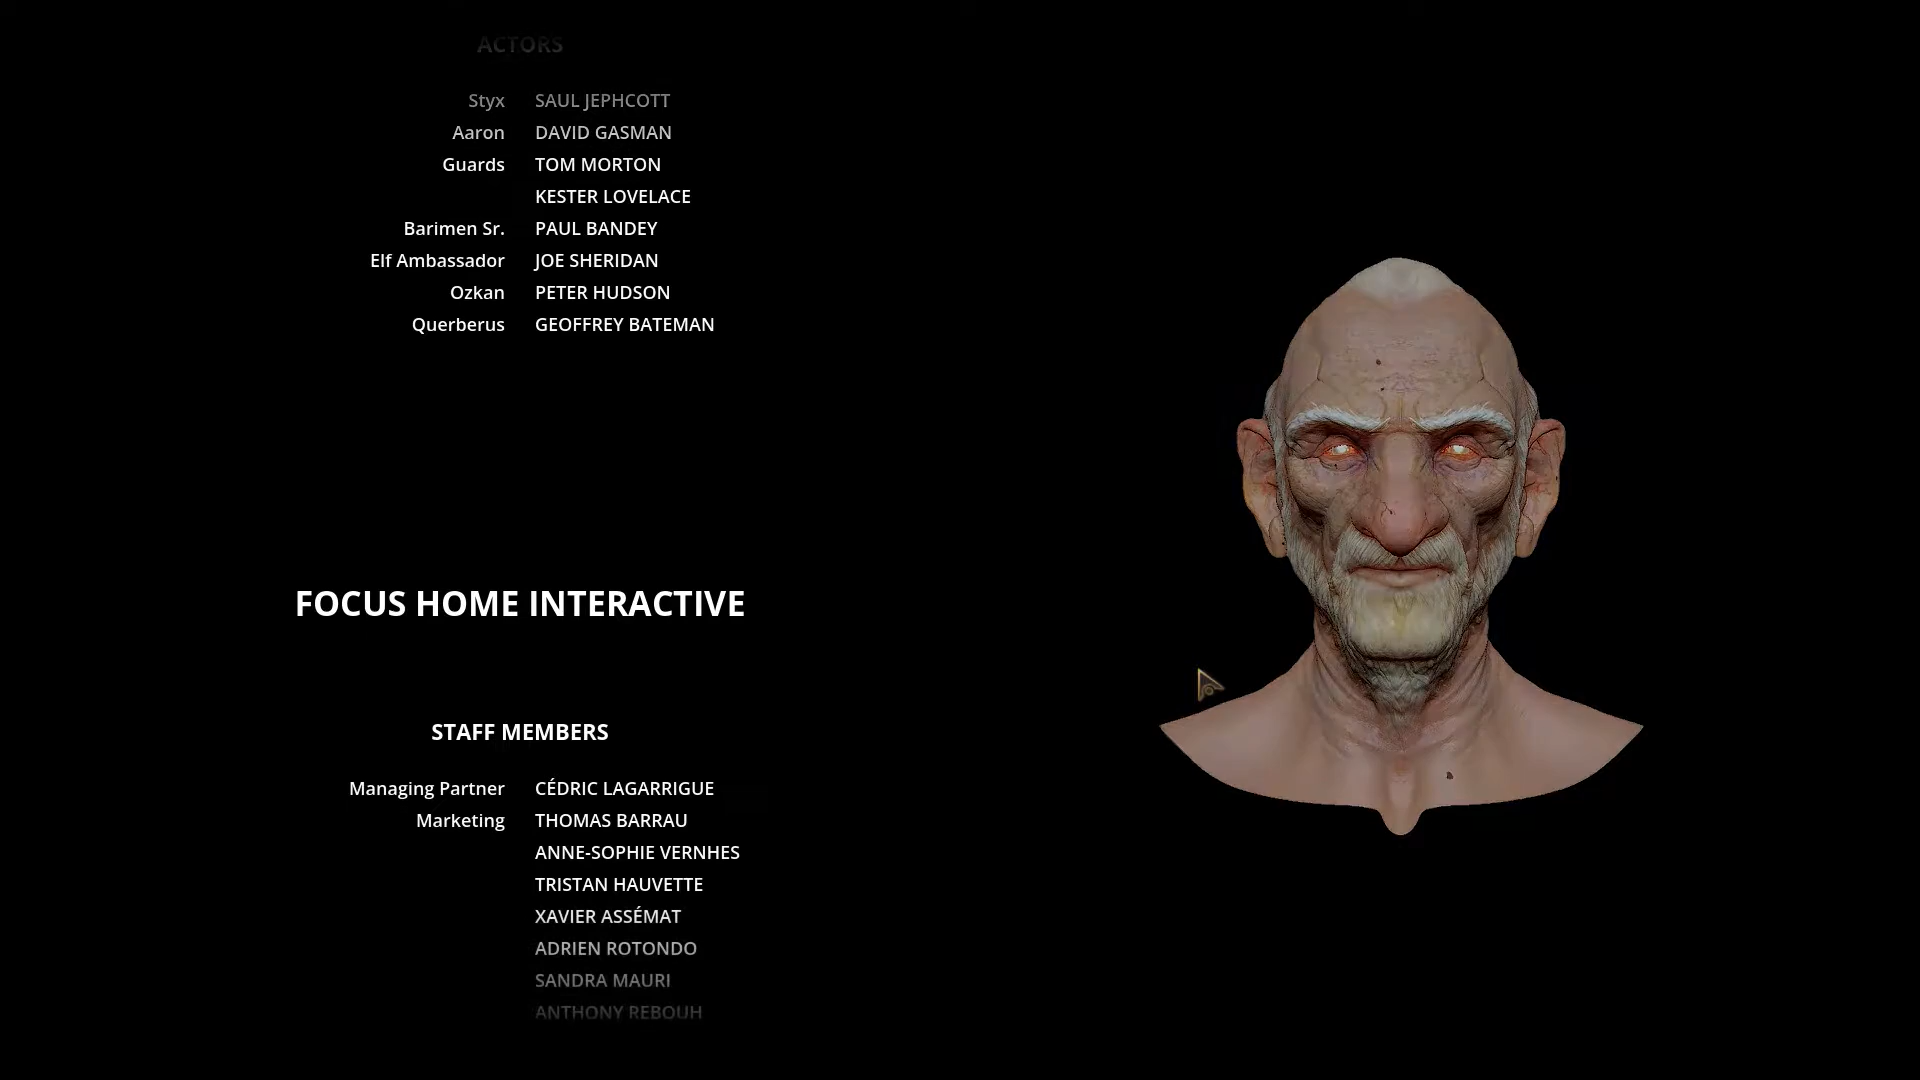 ACTORS
Styx SAUL JEPHCOTT
Aaron DAVID GASMAN
Guards TOM MORTON
KESTER LOVELACE
Barimen Sr. PAUL BANDEY
Elf Ambassador JOE SHERIDAN
Ozkan PETER HUDSON
Querberus GEOFFREY BATEMAN
FOCUS HOME INTERACTIVE
STAFF MEMBERS
Managing Partner CÉDRIC LAGARRIGUE
Marketing THOMAS BARRAU
ANNE-SOPHIE VERNHES
TRISTAN HAUVETTE
XAVIER ASSÉMAT
ADRIEN ROTONDO
SANDRA MAURI
ANTHONY REBOUH